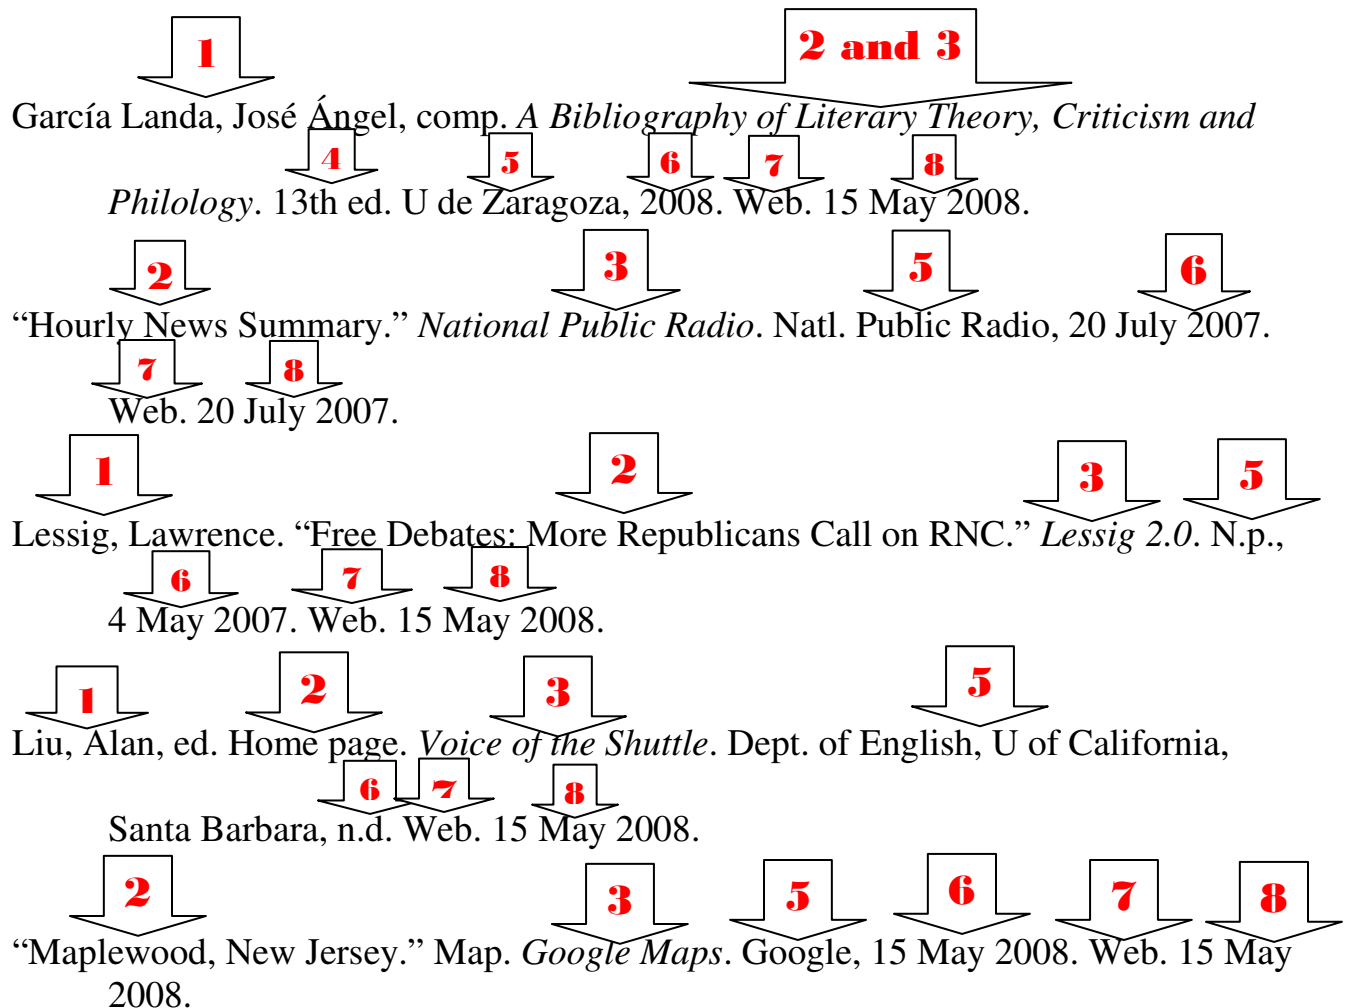 1 2 and 3
García Landa, José Ángel, comp. A Bibliography of Literary Theory, Criticism and
4 5 6 7 8
Philology. 13th ed. U de Zaragoza, 2008. Web. 15 May 2008.
2 3 5 6
“Hourly News Summary.” National Public Radio. Natl. Public Radio, 20 July 2007.
7 8
Web. 20 July 2007.
1 2 3 5
Lessig, Lawrence. “Free Debates: More Republicans Call on RNC.” Lessig 2.0. N.p.,
6 7 8
4 May 2007. Web. 15 May 2008.
1 2 3 5
Liu, Alan, ed. Home page. Voice of the Shuttle. Dept. of English, U of California,
6 7 8
Santa Barbara, n.d. Web. 15 May 2008.
2 3 5 6 7 8
“Maplewood, New Jersey.” Map. Google Maps. Google, 15 May 2008. Web. 15 May
2008.